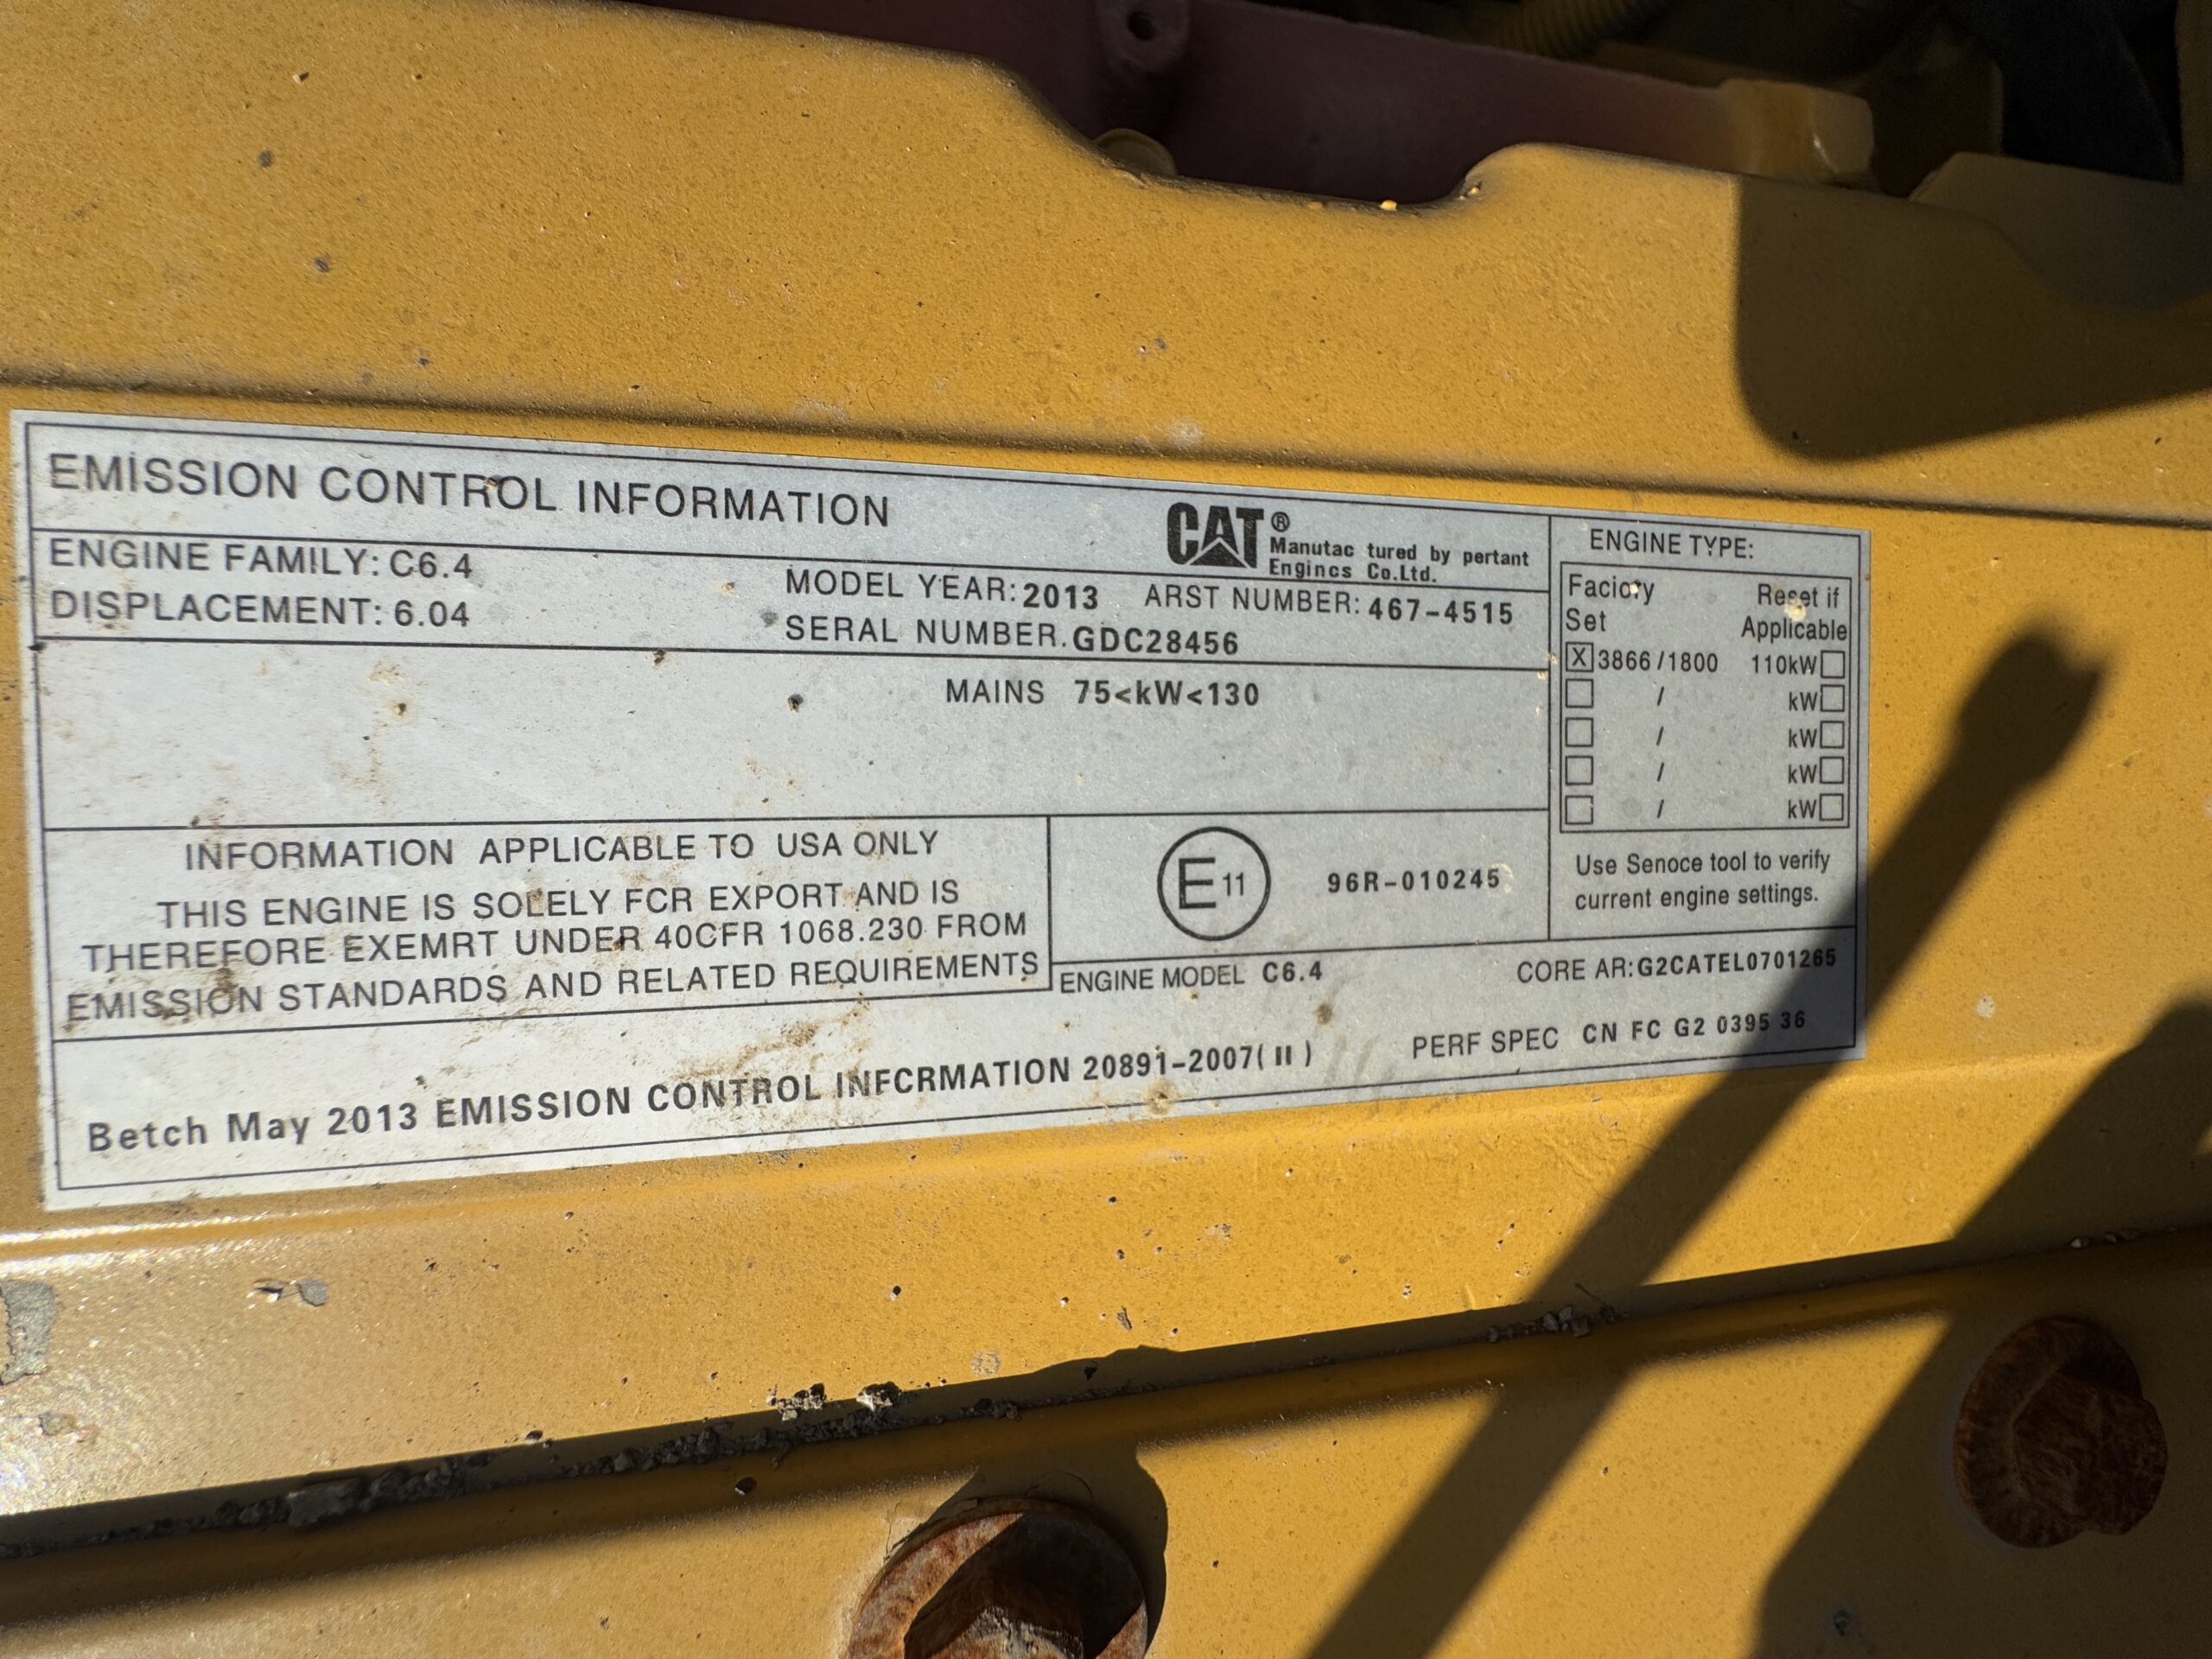 EMISSION CONTROL INFORMATION
CAT®
Manutac tured by pertant
Engincs Co.Ltd.
ENGINE FAMILY: C6.4
DISPLACEMENT: 6.04
MODEL YEAR: 2013 ARST NUMBER: 467-4515
SERAL NUMBER. GDC28456
MAINS 75<kW<130
ENGINE TYPE:
Faciory Set
Reset if Applicable
X 3866 /1800 110kW
/ kW
/ kW
/ kW
/ kW
Use Senoce tool to verify
current engine settings.
INFORMATION APPLICABLE TO USA ONLY
THIS ENGINE IS SOLELY FCR EXPORT AND IS
THEREFORE EXEMRT UNDER 40CFR 1068.230 FROM
EMISSION STANDARDS AND RELATED REQUIREMENTS
E11 96R-010245
ENGINE MODEL C6.4 CORE AR:G2CATEL0701265
PERF SPEC CN FC G2 0395 36
Betch May 2013 EMISSION CONTROL INFCRMATION 20891-2007( II )